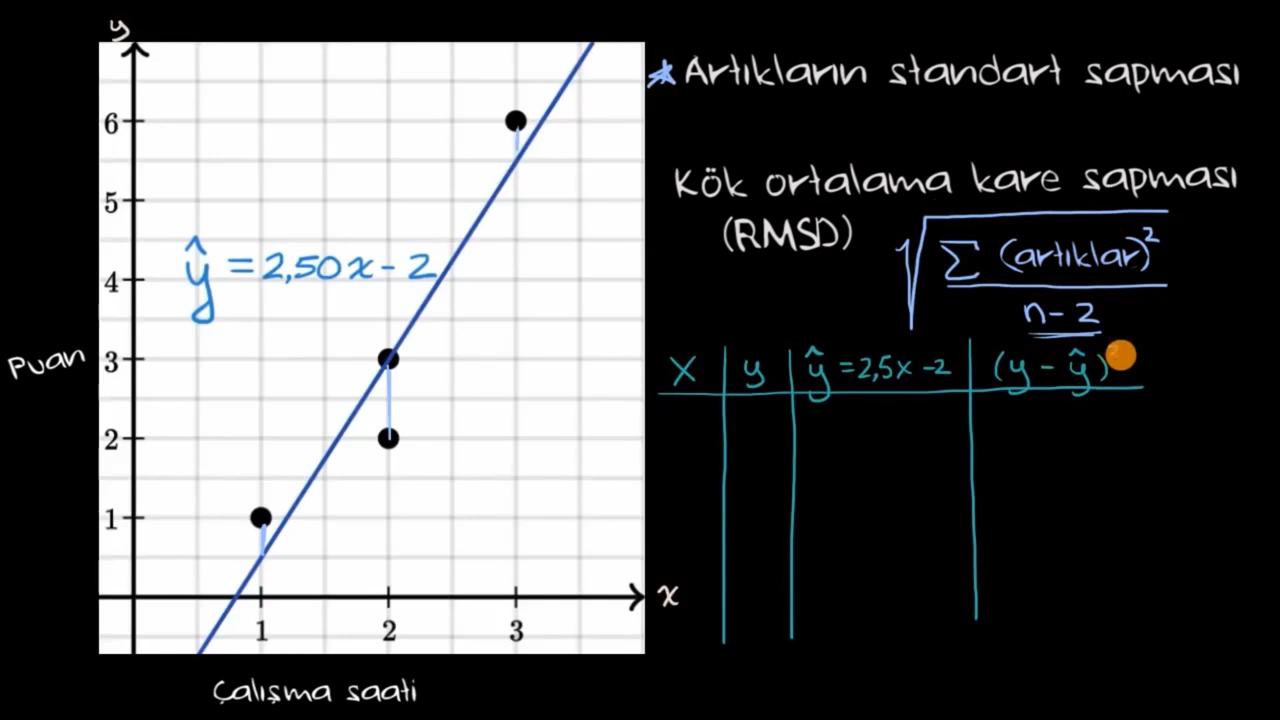 y
Artıkların standart sapması
6
Kök ortalama kare sapması
5
(RMSD)
√ Σ (artıklar)²
n - 2
ŷ = 2,50x - 2
4
Puan
3
x y ŷ = 2,5x - 2 (y - ŷ)²
2
1
x
1 2 3
Çalışma saati